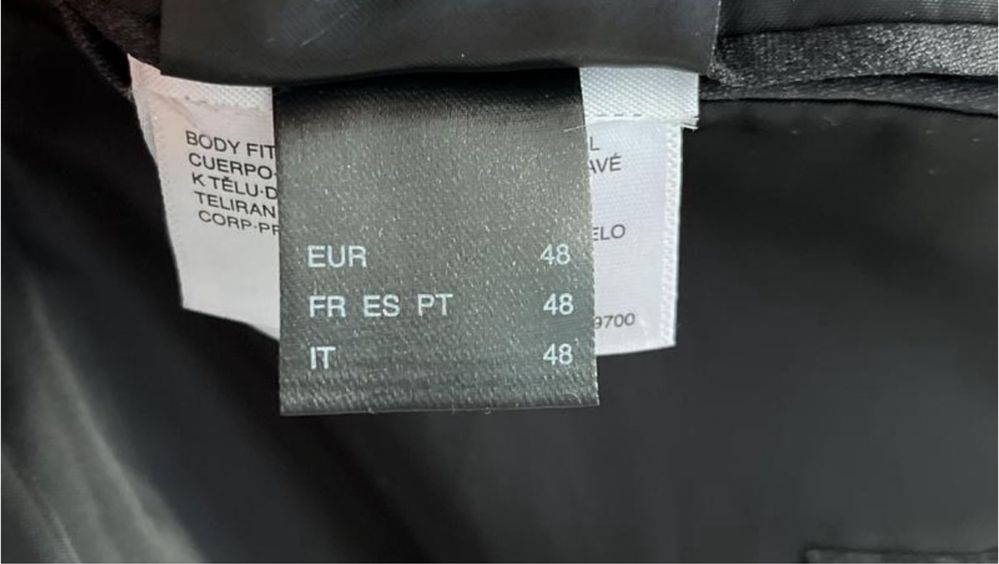 BODY FIT
CUERPO
K TĚLU·D
TELIRAN
CORP·PR
EUR 48
FR ES PT 48
IT 48
L
AVÉ
ELO
9700